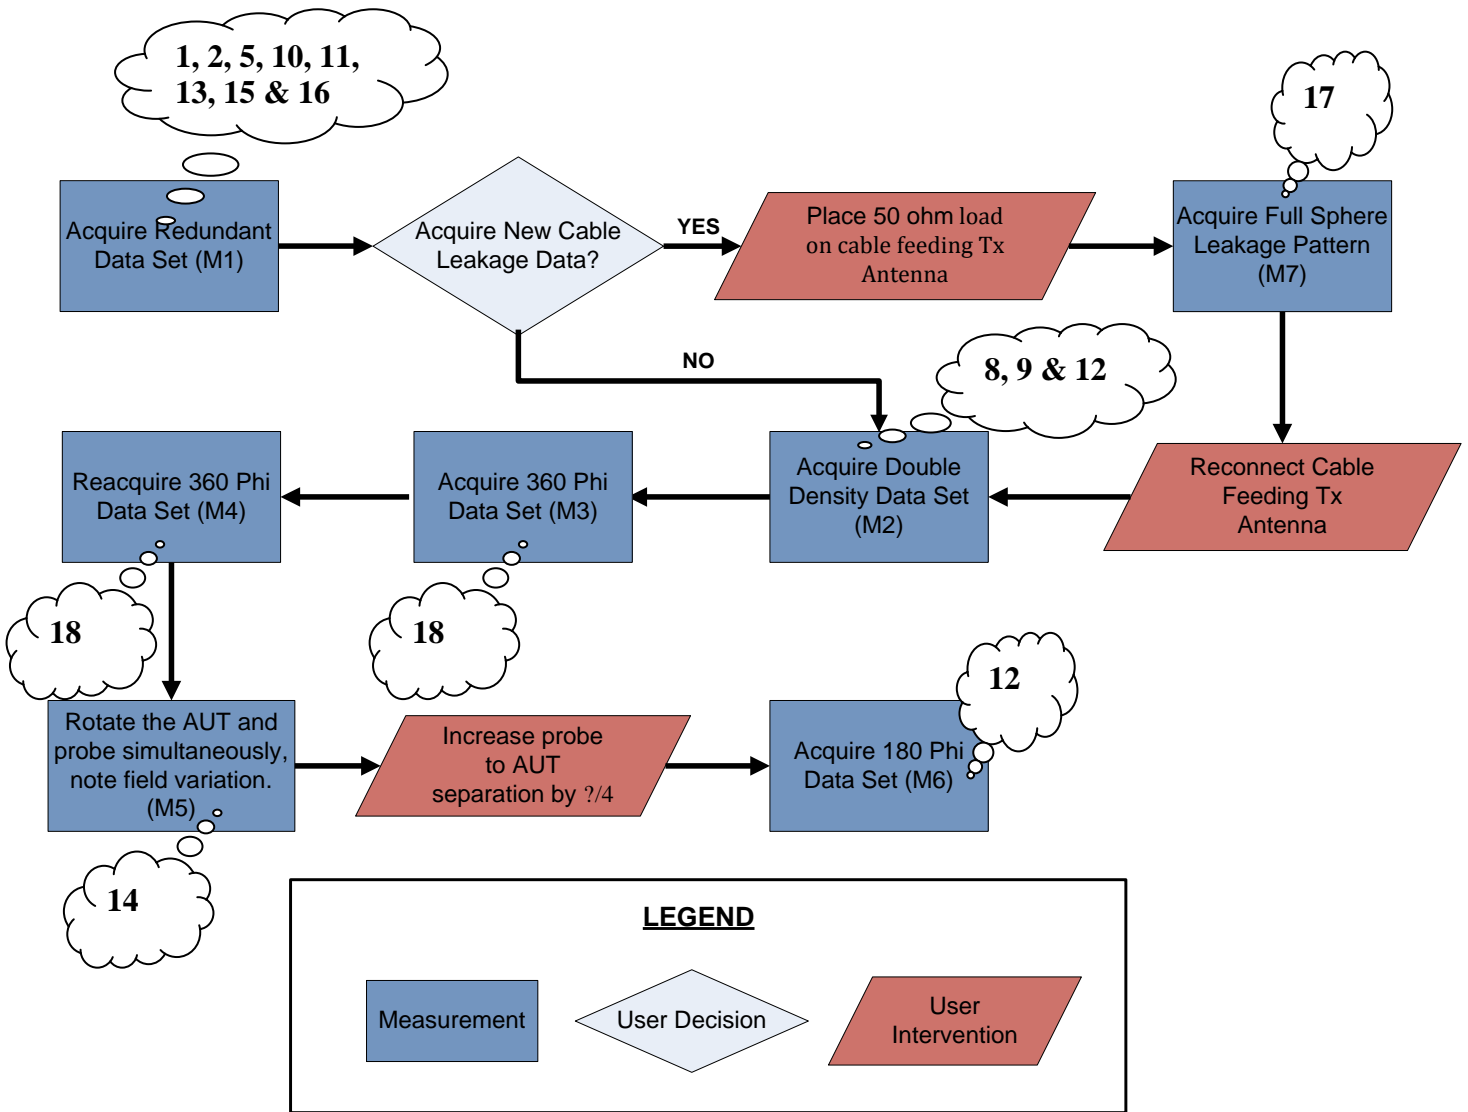 1, 2, 5, 10, 11,
13, 15 & 16
17
Acquire Redundant
Data Set (M1)
Acquire New Cable
Leakage Data?
YES
Place 50 ohm load
on cable feeding Tx
Antenna
Acquire Full Sphere
Leakage Pattern
(M7)
NO
8, 9 & 12
Reacquire 360 Phi
Data Set (M4)
Acquire 360 Phi
Data Set (M3)
Acquire Double
Density Data Set
(M2)
Reconnect Cable
Feeding Tx
Antenna
18
18
12
Rotate the AUT and
probe simultaneously,
note field variation.
(M5)
Increase probe
to AUT
separation by ?/4
Acquire 180 Phi
Data Set (M6)
14
LEGEND
Measurement
User Decision
User
Intervention